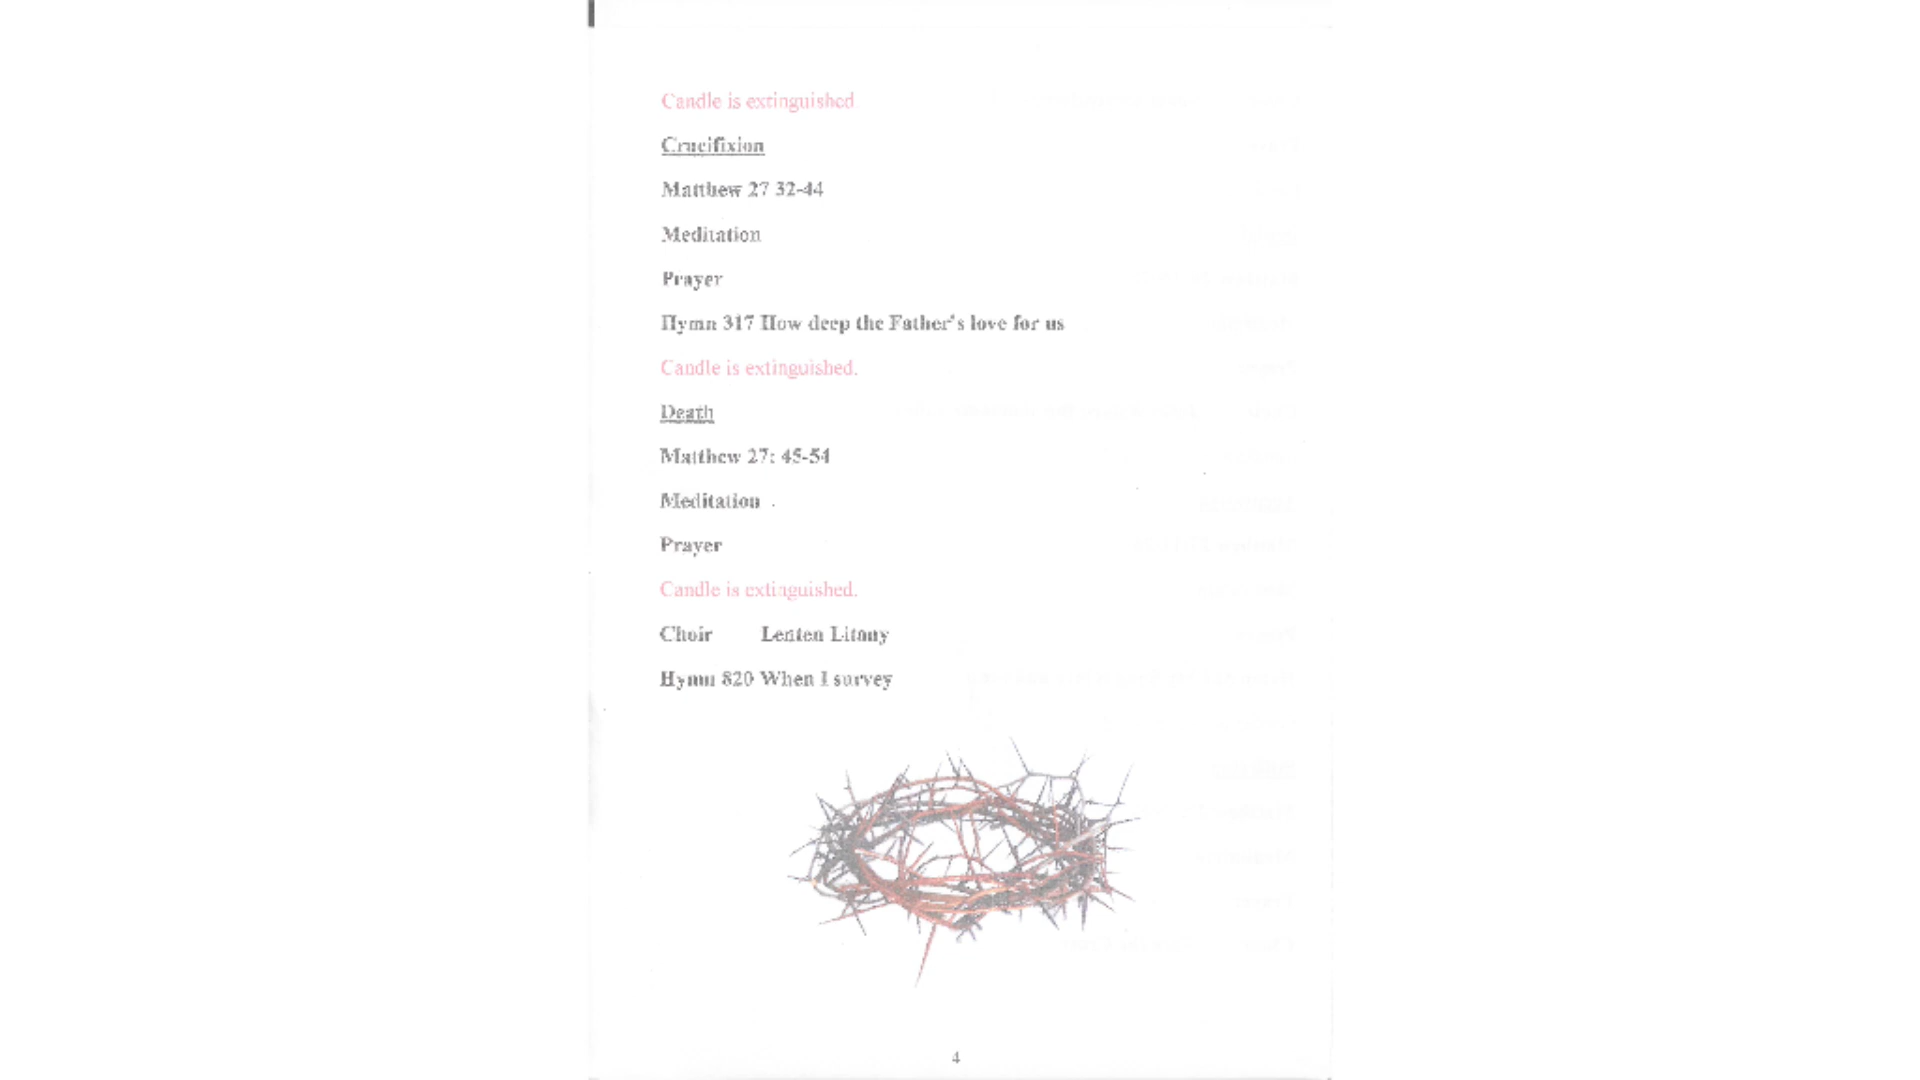 Candle is extinguished.
Crucifixion
Matthew 27 32-44
Meditation
Prayer
Hymn 317 How deep the Father's love for us
Candle is extinguished.
Death
Matthew 27: 45-54
Meditation .
Prayer
Candle is extinguished.
Choir Lenten Litany
Hymn 820 When I survey
4